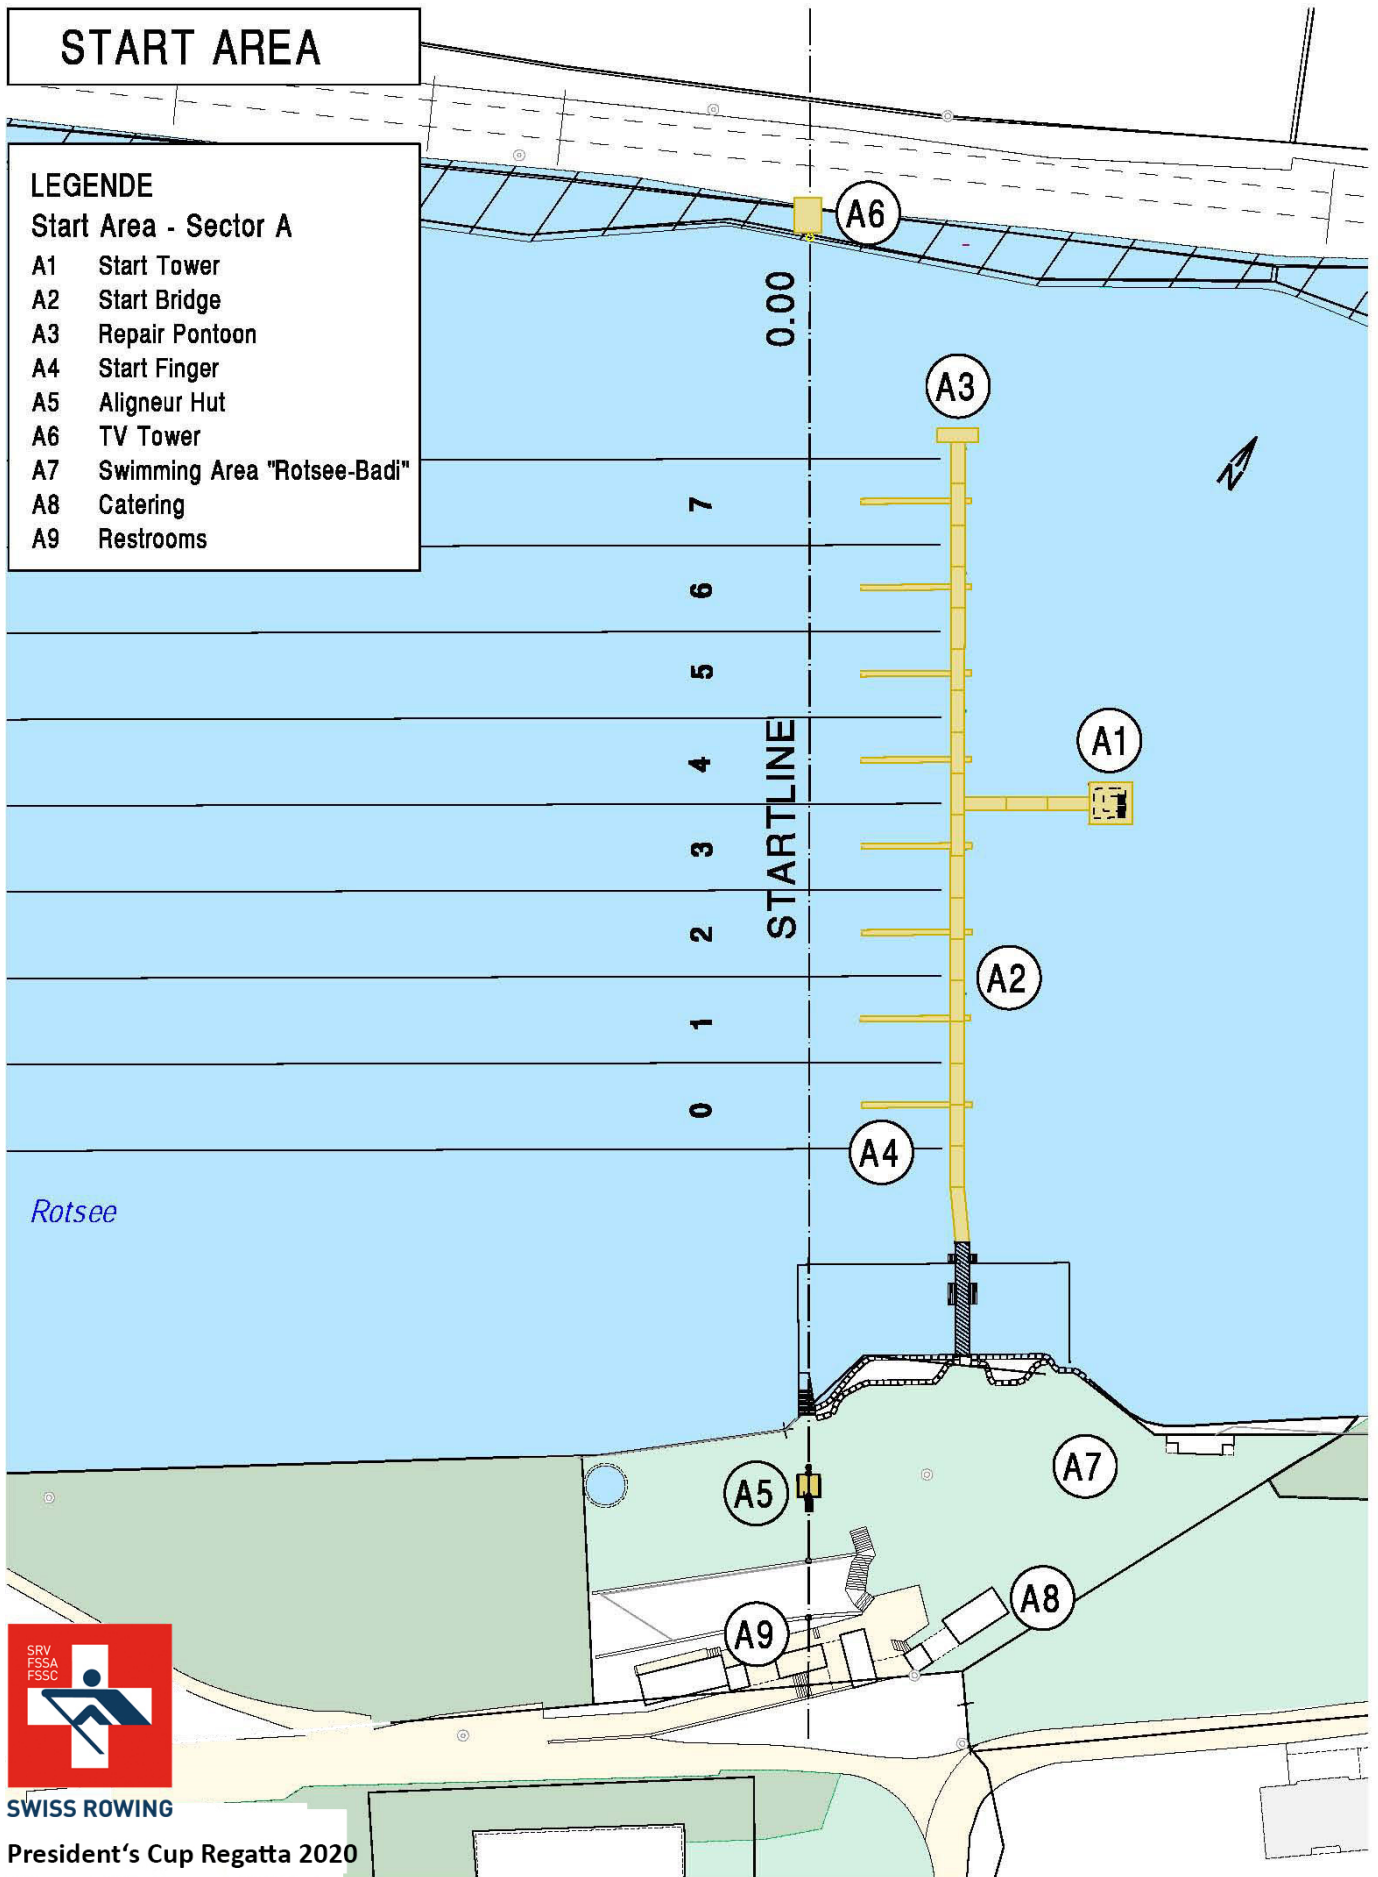 START AREA
LEGENDE
Start Area - Sector A
A1 Start Tower
A2 Start Bridge
A3 Repair Pontoon
A4 Start Finger
A5 Aligneur Hut
A6 TV Tower
A7 Swimming Area "Rotsee-Badi"
A8 Catering
A9 Restrooms
A6
0.00
A3
N
7
6
5
A1
4
STARTLINE
3
2
A2
1
0
A4
Rotsee
A7
A5
A8
A9
SRV
FSSA
FSSC
SWISS ROWING
President‘s Cup Regatta 2020